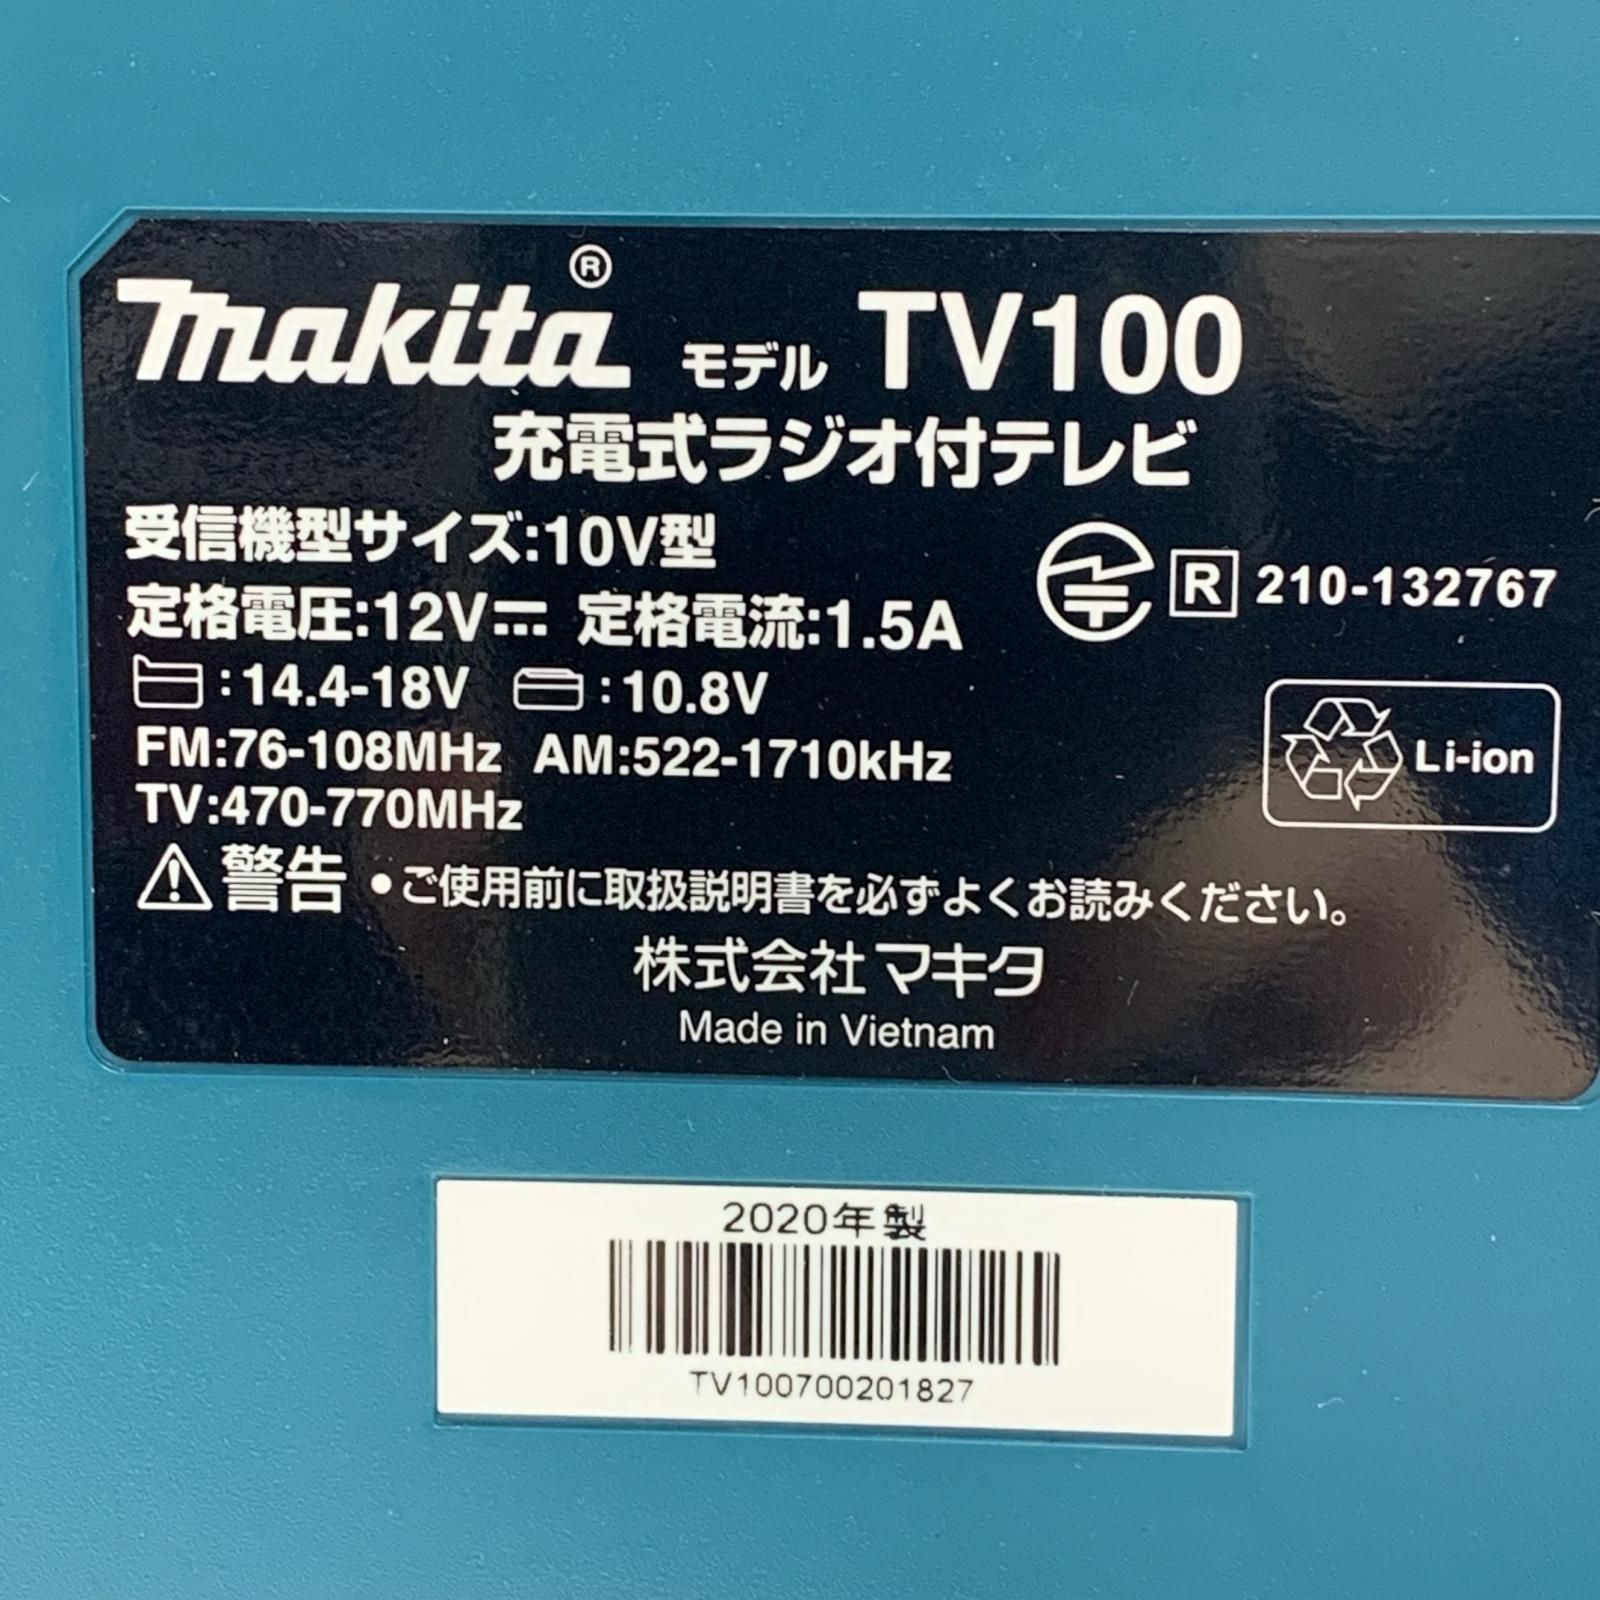 makita® モデル TV100
充電式ラジオ付テレビ
受信機型サイズ:10V型
定格電圧:12V⎓ 定格電流:1.5A
R 210-132767
:14.4-18V :10.8V
FM:76-108MHz AM:522-1710kHz
Li-ion
TV:470-770MHz
⚠警告 •ご使用前に取扱説明書を必ずよくお読みください。
株式会社マキタ
Made in Vietnam
2020年製
TV100700201827